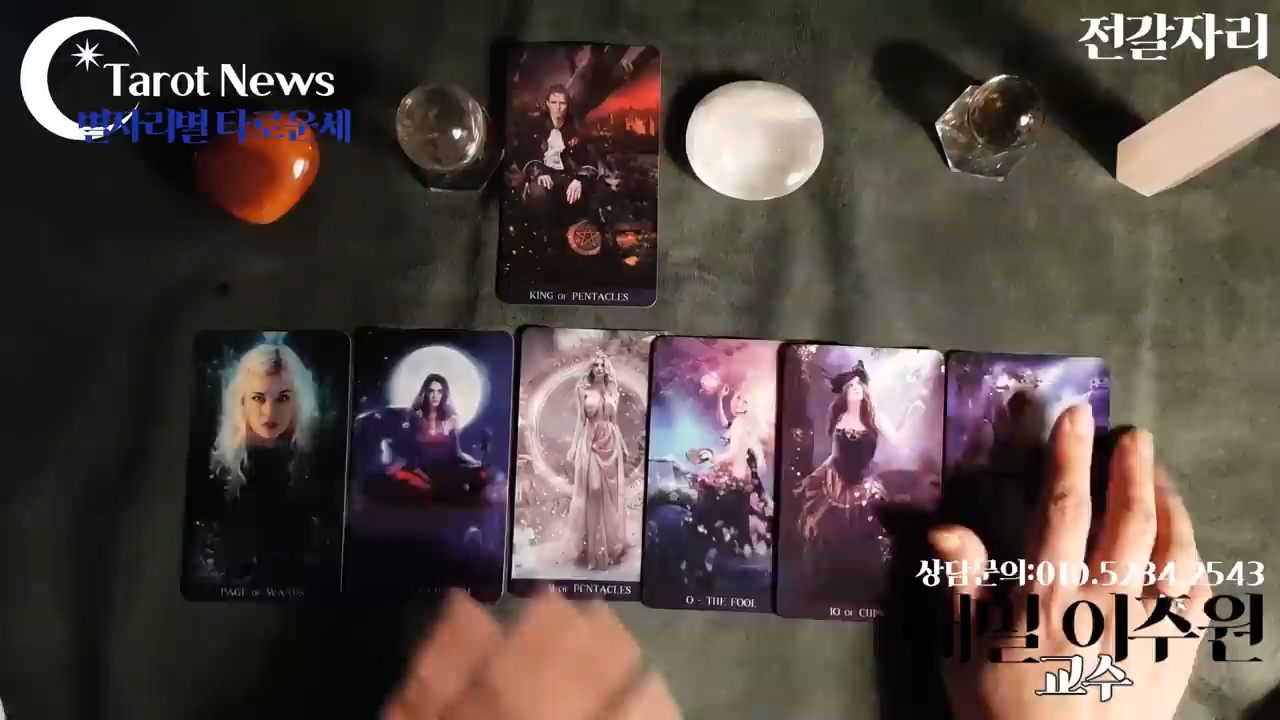 Tarot News
별자리별 타로운세
전갈자리
KING OF PENTACLES
PAGE OF WANDS
OF PENTACLES
0 - THE FOOL
10 OF CUPS
상담문의:010.5234.2543
이주원
교수